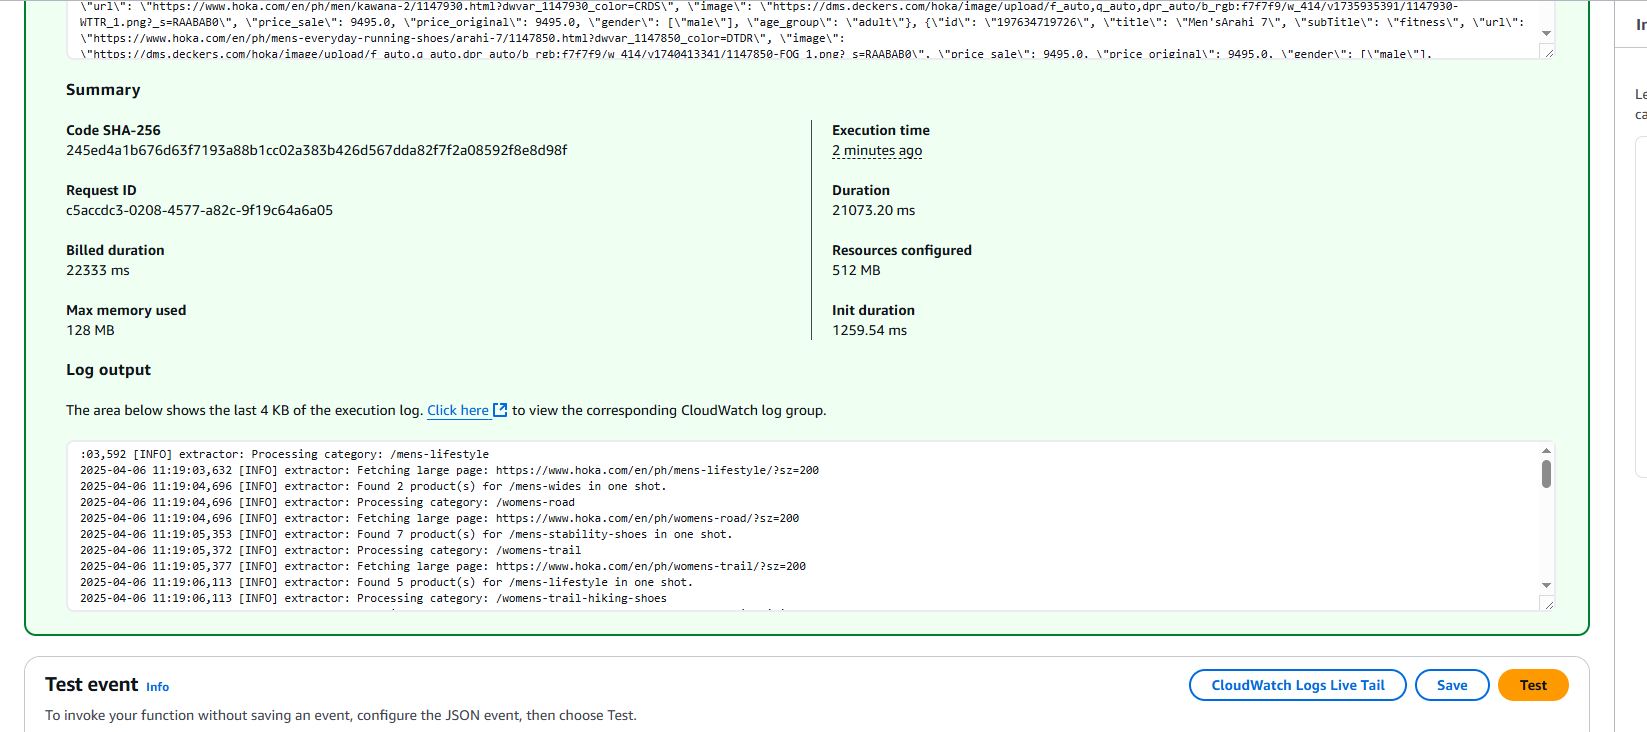 \"url\": \"https://www.hoka.com/en/ph/men/kawana-2/1147930.html?dwvar_1147930_color=CRDS\", \"image\": \"https://dms.deckers.com/hoka/image/upload/f_auto,q_auto,dpr_auto/b_rgb:f7f7f9/w_414/v1735935391/1147930-
WTTR_1.png?_s=RAABAB0\", \"price_sale\": 9495.0, \"price_original\": 9495.0, \"gender\": [\"male\"], \"age_group\": \"adult\"}, {\"id\": \"197634719726\", \"title\": \"Men'sArahi 7\", \"subTitle\": \"fitness\", \"url\":
\"https://www.hoka.com/en/ph/mens-everyday-running-shoes/arahi-7/1147850.html?dwvar_1147850_color=DTDR\", \"image\":
\"https://dms.deckers.com/hoka/image/upload/f_auto,q_auto,dpr_auto/b_rgb:f7f7f9/w_414/v1740413341/1147850-FOG_1.png?_s=RAABAB0\", \"price_sale\": 9495.0, \"price_original\": 9495.0, \"gender\": [\"male\"],
Summary
Code SHA-256
245ed4a1b676d63f7193a88b1cc02a383b426d567dda82f7f2a08592f8e8d98f
Execution time
2 minutes ago
Request ID
c5accdc3-0208-4577-a82c-9f19c64a6a05
Duration
21073.20 ms
Billed duration
22333 ms
Resources configured
512 MB
Max memory used
128 MB
Init duration
1259.54 ms
Log output
The area below shows the last 4 KB of the execution log. Click here to view the corresponding CloudWatch log group.
:03,592 [INFO] extractor: Processing category: /mens-lifestyle
2025-04-06 11:19:03,632 [INFO] extractor: Fetching large page: https://www.hoka.com/en/ph/mens-lifestyle/?sz=200
2025-04-06 11:19:04,696 [INFO] extractor: Found 2 product(s) for /mens-wides in one shot.
2025-04-06 11:19:04,696 [INFO] extractor: Processing category: /womens-road
2025-04-06 11:19:04,696 [INFO] extractor: Fetching large page: https://www.hoka.com/en/ph/womens-road/?sz=200
2025-04-06 11:19:05,353 [INFO] extractor: Found 7 product(s) for /mens-stability-shoes in one shot.
2025-04-06 11:19:05,372 [INFO] extractor: Processing category: /womens-trail
2025-04-06 11:19:05,377 [INFO] extractor: Fetching large page: https://www.hoka.com/en/ph/womens-trail/?sz=200
2025-04-06 11:19:06,113 [INFO] extractor: Found 5 product(s) for /mens-lifestyle in one shot.
2025-04-06 11:19:06,113 [INFO] extractor: Processing category: /womens-trail-hiking-shoes
Test event Info
CloudWatch Logs Live Tail
Save
Test
To invoke your function without saving an event, configure the JSON event, then choose Test.